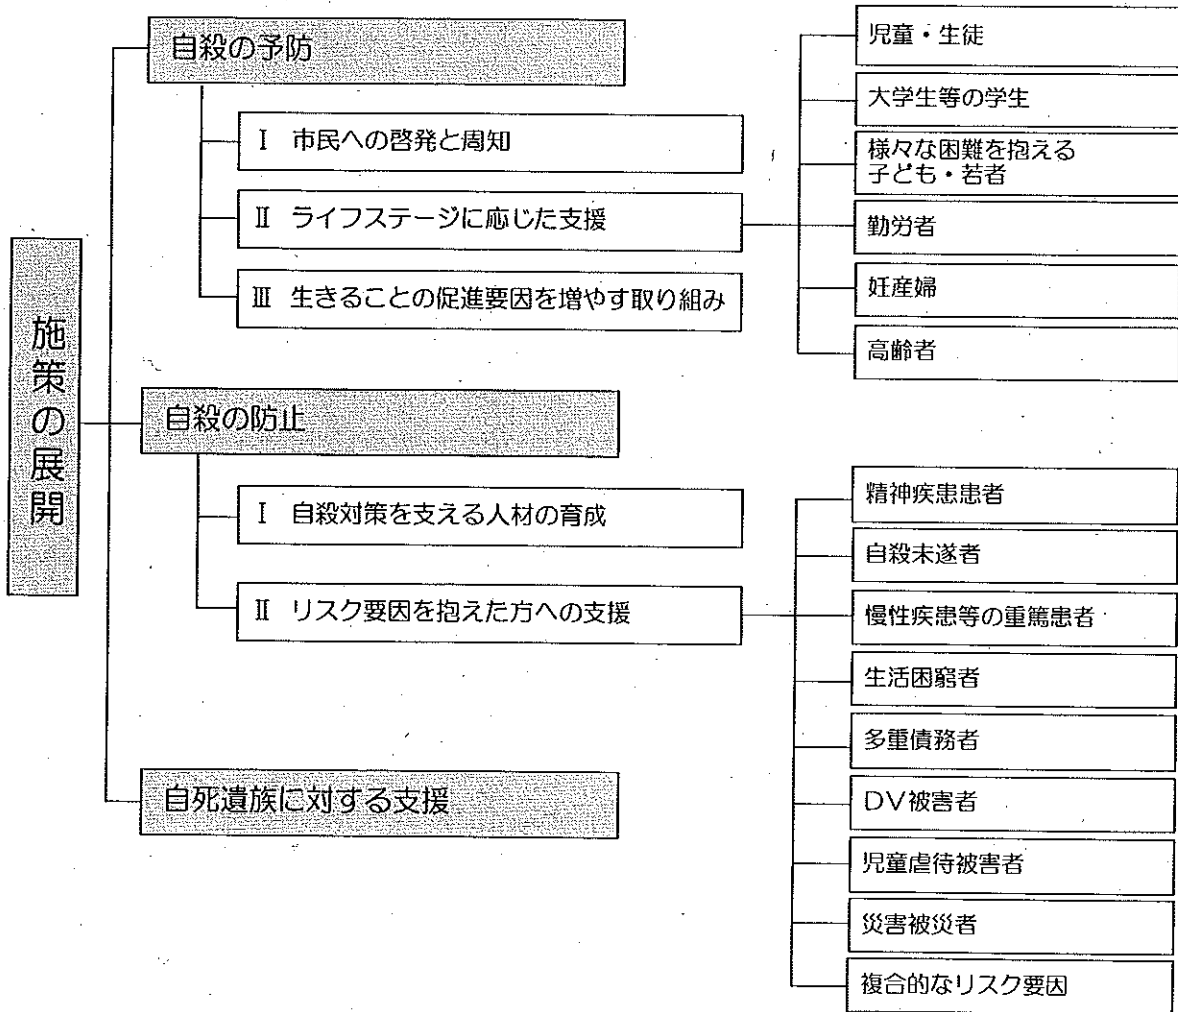 施策の展開
自殺の予防
Ⅰ 市民への啓発と周知
Ⅱ ライフステージに応じた支援
児童・生徒
大学生等の学生
様々な困難を抱える
子ども・若者
勤労者
妊産婦
高齢者
Ⅲ 生きることの促進要因を増やす取り組み
自殺の防止
Ⅰ 自殺対策を支える人材の育成
Ⅱ リスク要因を抱えた方への支援
精神疾患患者
自殺未遂者
慢性疾患等の重篤患者
生活困窮者
多重債務者
DV被害者
児童虐待被害者
災害被災者
複合的なリスク要因
自死遺族に対する支援